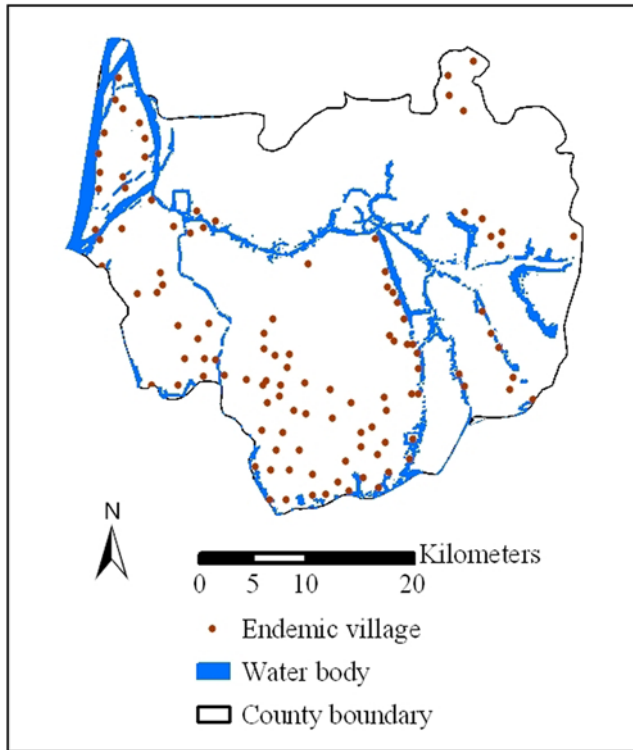 N
Kilometers
0 5 10 20
Endemic village
Water body
County boundary